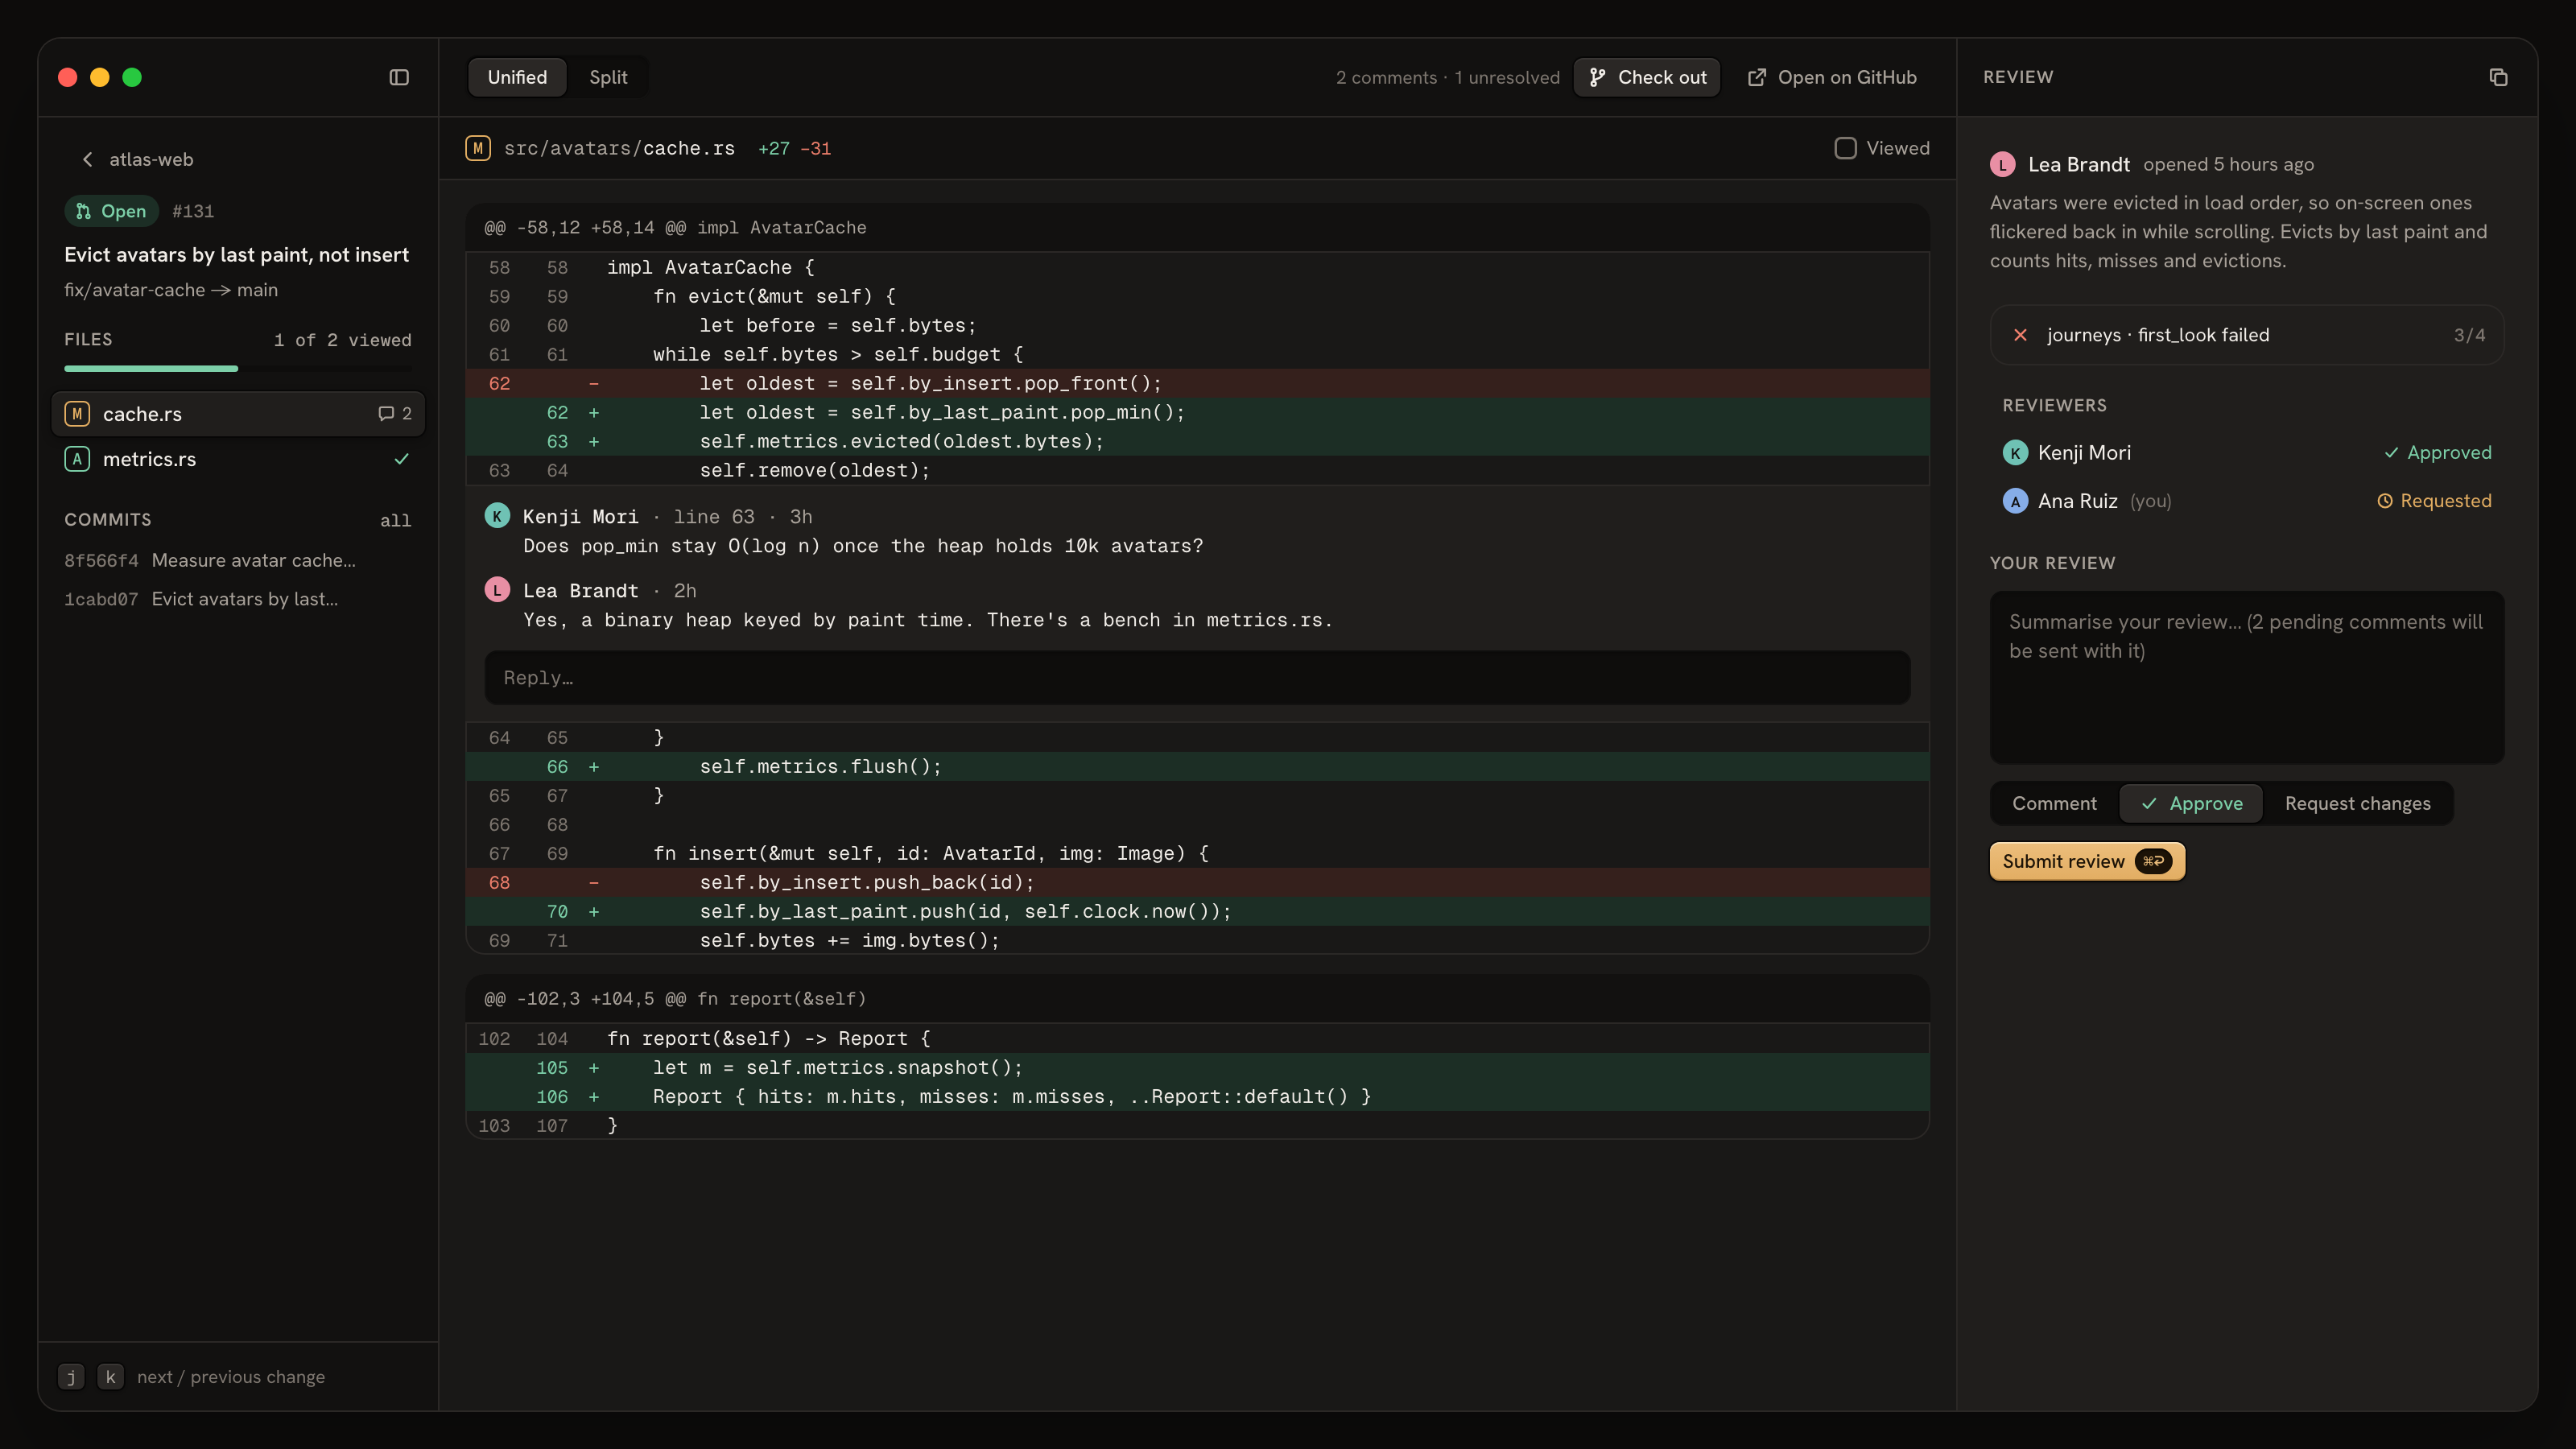 atlas-web
Open #131
Evict avatars by last paint, not insert
fix/avatar-cache → main
FILES 1 of 2 viewed
M cache.rs 2
A metrics.rs
COMMITS all
8f566f4 Measure avatar cache…
1cabd07 Evict avatars by last…
j k next / previous change
Unified Split 2 comments · 1 unresolved Check out Open on GitHub
M src/avatars/cache.rs +27 −31 Viewed
@@ -58,12 +58,14 @@ impl AvatarCache
58 58 impl AvatarCache {
59 59 fn evict(&mut self) {
60 60 let before = self.bytes;
61 61 while self.bytes > self.budget {
62 − let oldest = self.by_insert.pop_front();
62 + let oldest = self.by_last_paint.pop_min();
63 + self.metrics.evicted(oldest.bytes);
63 64 self.remove(oldest);
K Kenji Mori · line 63 · 3h
Does pop_min stay O(log n) once the heap holds 10k avatars?
L Lea Brandt · 2h
Yes, a binary heap keyed by paint time. There's a bench in metrics.rs.
Reply…
64 65 }
66 + self.metrics.flush();
65 67 }
66 68
67 69 fn insert(&mut self, id: AvatarId, img: Image) {
68 − self.by_insert.push_back(id);
70 + self.by_last_paint.push(id, self.clock.now());
69 71 self.bytes += img.bytes();
@@ -102,3 +104,5 @@ fn report(&self)
102 104 fn report(&self) -> Report {
105 + let m = self.metrics.snapshot();
106 + Report { hits: m.hits, misses: m.misses, ..Report::default() }
103 107 }
REVIEW
L Lea Brandt opened 5 hours ago
Avatars were evicted in load order, so on-screen ones
flickered back in while scrolling. Evicts by last paint and
counts hits, misses and evictions.
journeys · first_look failed 3/4
REVIEWERS
K Kenji Mori Approved
A Ana Ruiz (you) Requested
YOUR REVIEW
Summarise your review… (2 pending comments will
be sent with it)
Comment Approve Request changes
Submit review ⌘↩